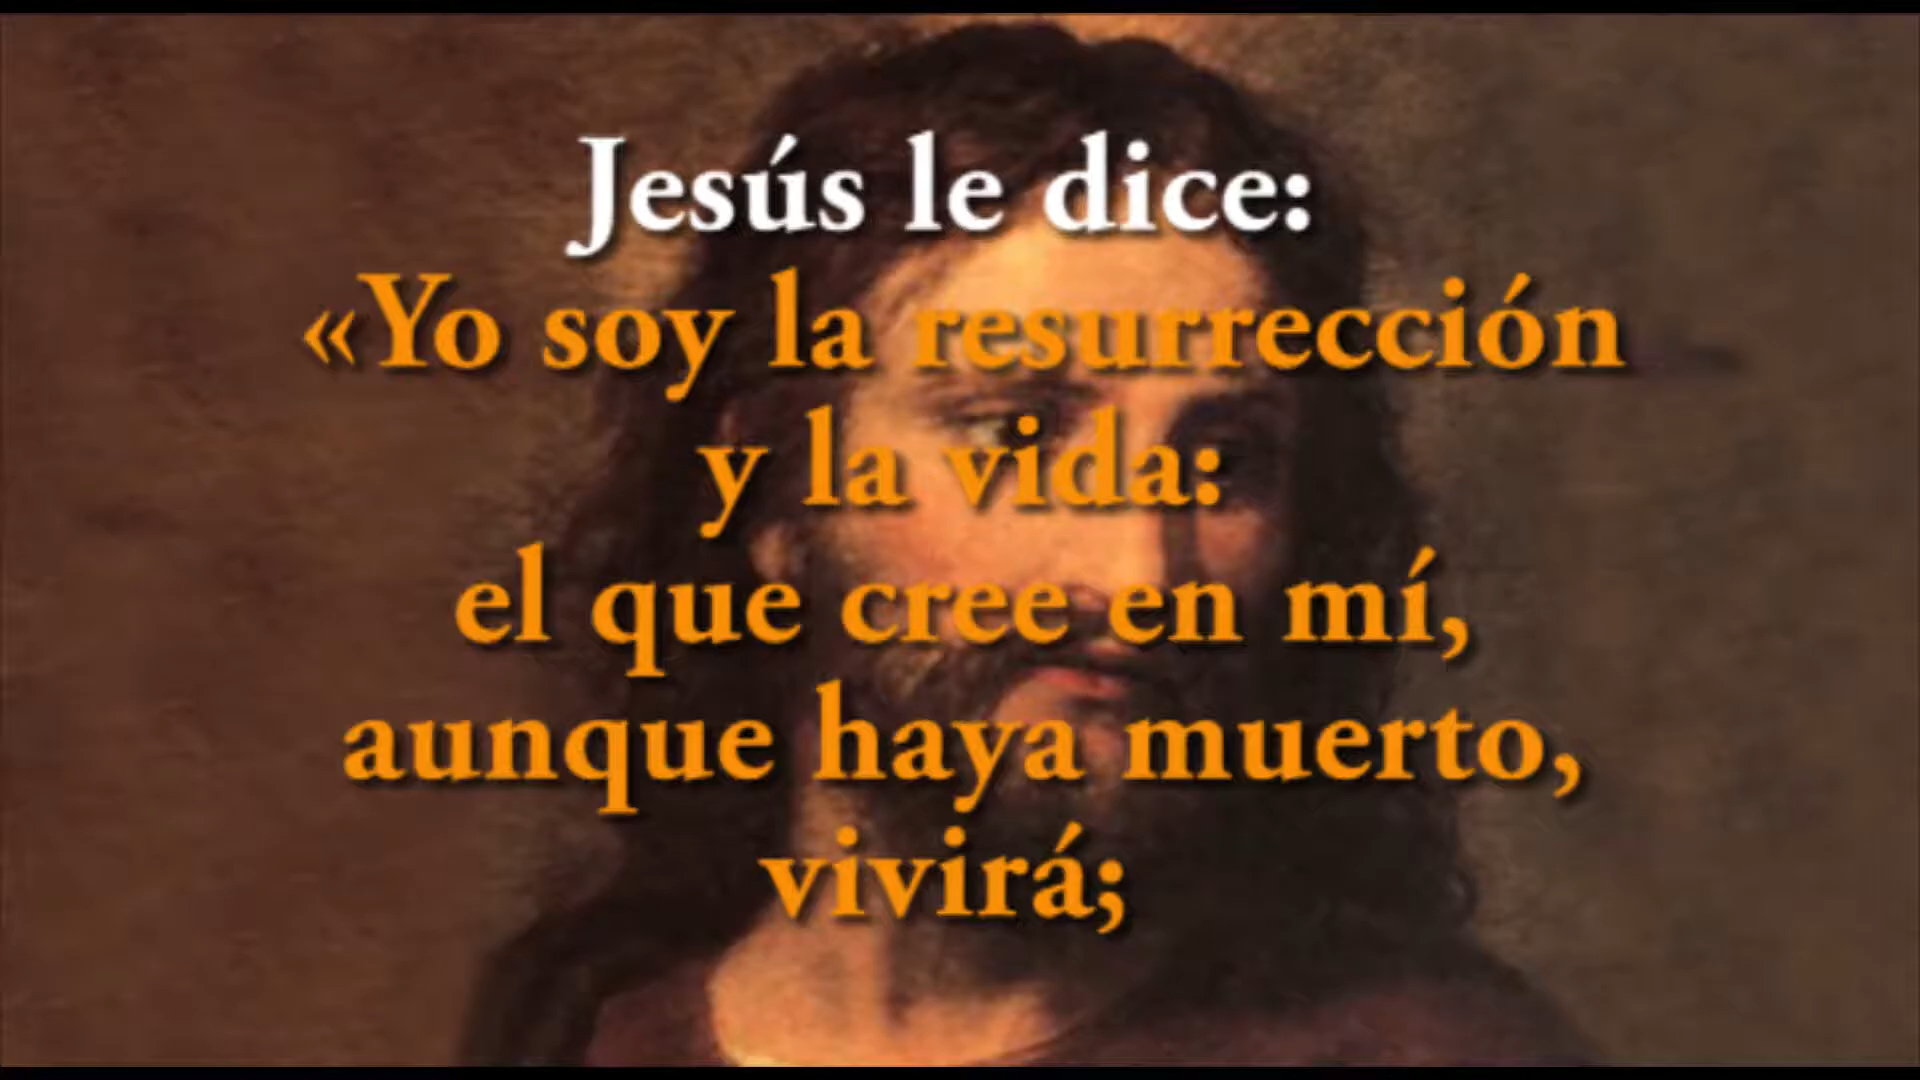 Jesús le dice:
«Yo soy la resurrección
y la vida:
el que cree en mí,
aunque haya muerto,
vivirá;